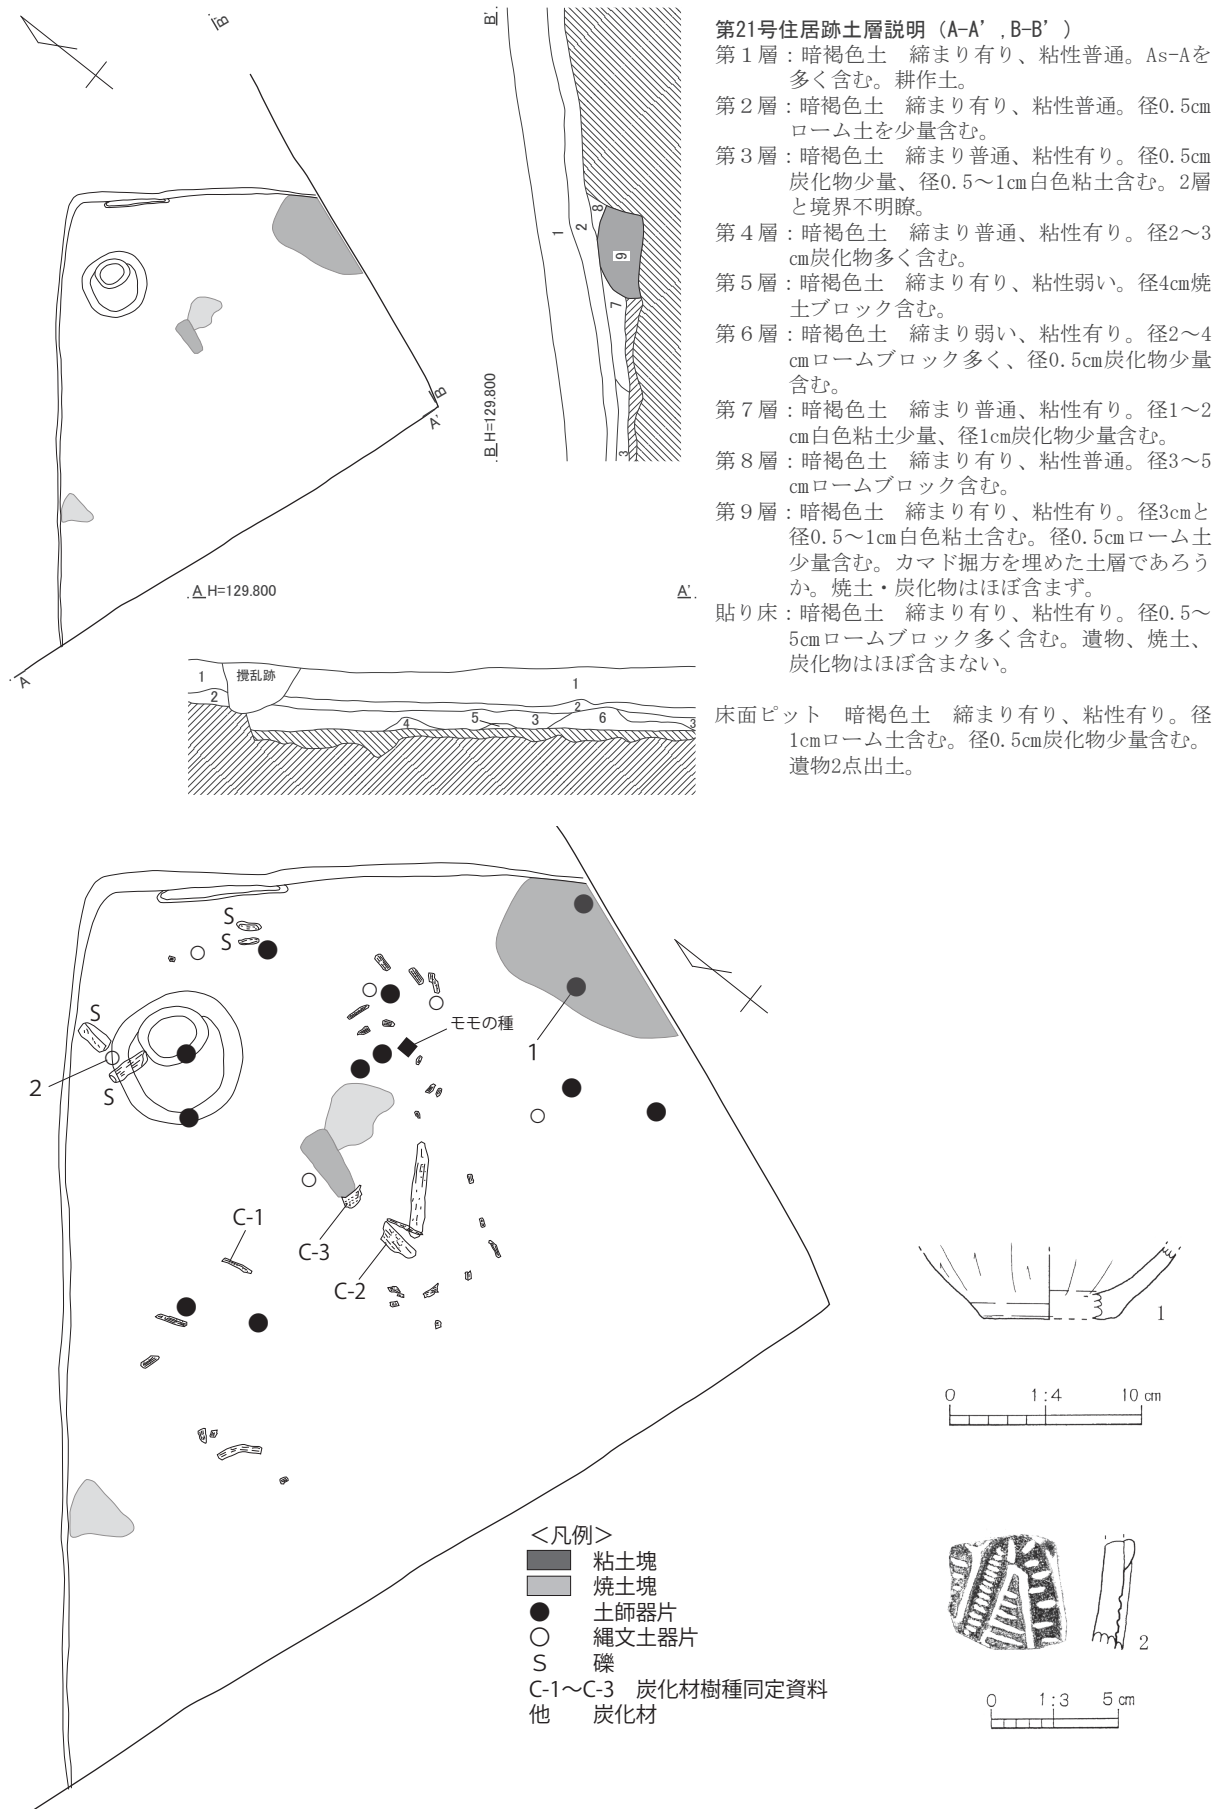 第21号住居跡土層説明（A-A’,B-B’）
第１層：暗褐色土　締まり有り、粘性普通。As-Aを
多く含む。耕作土。
第２層：暗褐色土　締まり有り、粘性普通。径0.5cm
ローム土を少量含む。
第３層：暗褐色土　締まり普通、粘性有り。径0.5cm
炭化物少量、径0.5～1cm白色粘土含む。2層
と境界不明瞭。
第４層：暗褐色土　締まり普通、粘性有り。径2～3
cm炭化物多く含む。
第５層：暗褐色土　締まり有り、粘性弱い。径4cm焼
土ブロック含む。
第６層：暗褐色土　締まり弱い、粘性有り。径2～4
cmロームブロック多く、径0.5cm炭化物少量
含む。
第７層：暗褐色土　締まり普通、粘性有り。径1～2
cm白色粘土少量、径1cm炭化物少量含む。
第８層：暗褐色土　締まり有り、粘性普通。径3～5
cmロームブロック含む。
第９層：暗褐色土　締まり有り、粘性有り。径3cmと
径0.5～1cm白色粘土含む。径0.5cmローム土
少量含む。カマド掘方を埋めた土層であろう
か。焼土・炭化物はほぼ含まず。
貼り床：暗褐色土　締まり有り、粘性有り。径0.5～
5cmロームブロック多く含む。遺物、焼土、
炭化物はほぼ含まない。
床面ピット　暗褐色土　締まり有り、粘性有り。径
1cmローム土含む。径0.5cm炭化物少量含む。
遺物2点出土。
B'
B
A'
A
B'
1
2
8
9
7
3
B H=129.800
A H=129.800
A'
1
攪乱跡
1
2
2
4
5
3
6
3
S
S
S
S
2
モモの種
1
C-1
C-3
C-2
＜凡例＞
粘土塊
焼土塊
土師器片
縄文土器片
S　礫
C-1～C-3　炭化材樹種同定資料
他　炭化材
1
0　1:4　10 cm
2
0　1:3　5 cm